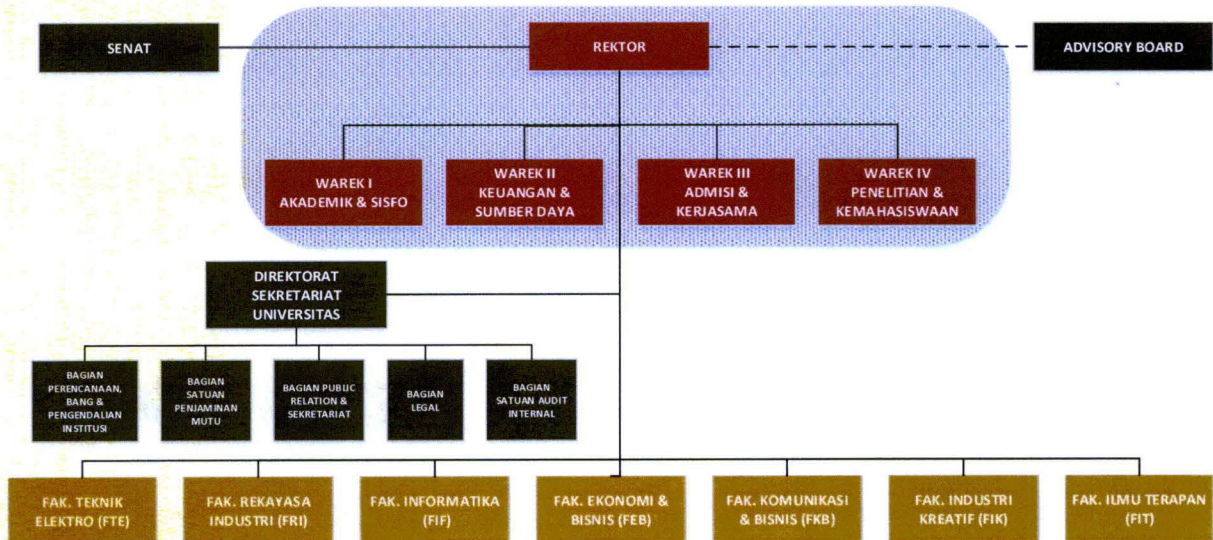 SENAT
REKTOR
ADVISORY BOARD
WAREK I
AKADEMIK & SISFO
WAREK II
KEUANGAN &
SUMBER DAYA
WAREK III
ADMISI &
KERJASAMA
WAREK IV
PENELITIAN &
KEMAHASISWAAN
DIREKTORAT
SEKRETARIAT
UNIVERSITAS
BAGIAN
PERENCANAAN,
BANG &
PENGENDALIAN
INSTITUSI
BAGIAN
SATUAN
PENJAMINAN
MUTU
BAGIAN PUBLIC
RELATION &
SEKRETARIAT
BAGIAN
LEGAL
BAGIAN
SATUAN AUDIT
INTERNAL
FAK. TEKNIK
ELEKTRO (FTE)
FAK. REKAYASA
INDUSTRI (FRI)
FAK. INFORMATIKA
(FIF)
FAK. EKONOMI &
BISNIS (FEB)
FAK. KOMUNIKASI
& BISNIS (FKB)
FAK. INDUSTRI
KREATIF (FIK)
FAK. ILMU TERAPAN
(FIT)